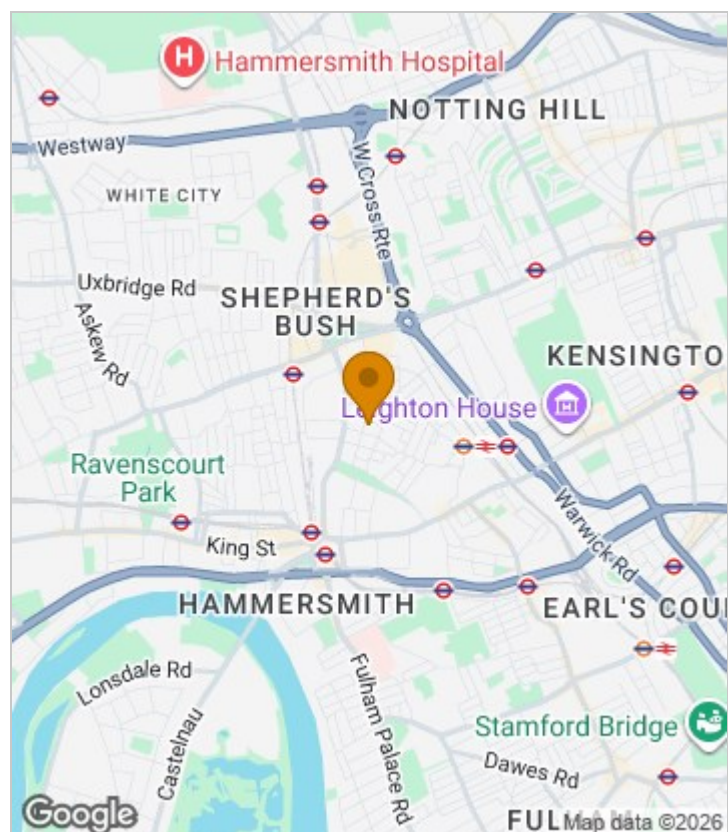 H Hammersmith Hospital
NOTTING HILL
Westway
W Cross Rte
WHITE CITY
Uxbridge Rd
SHEPHERD'S
BUSH
Askew Rd
KENSINGTO
Leighton House
Ravenscourt
Park
Warwick Rd
King St
HAMMERSMITH
EARL'S COU
Lonsdale Rd
Castelnau
Fulham Palace Rd
Stamford Bridge
Dawes Rd
Google
Map data ©2026